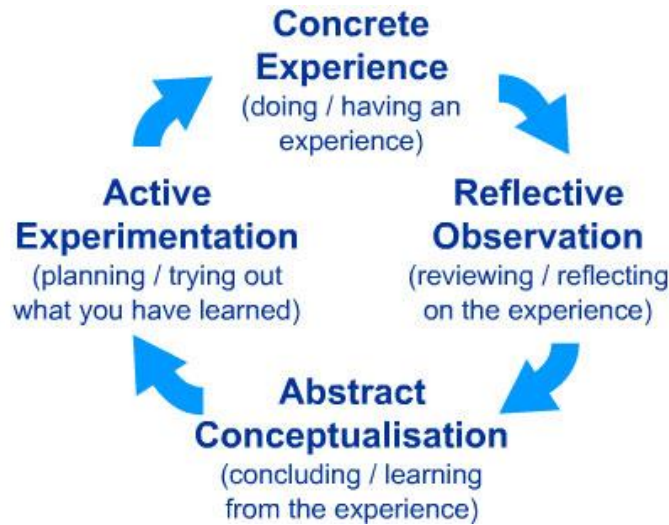 Concrete
Experience
(doing / having an
experience)
Reflective
Observation
(reviewing / reflecting
on the experience)
Abstract
Conceptualisation
(concluding / learning
from the experience)
Active
Experimentation
(planning / trying out
what you have learned)